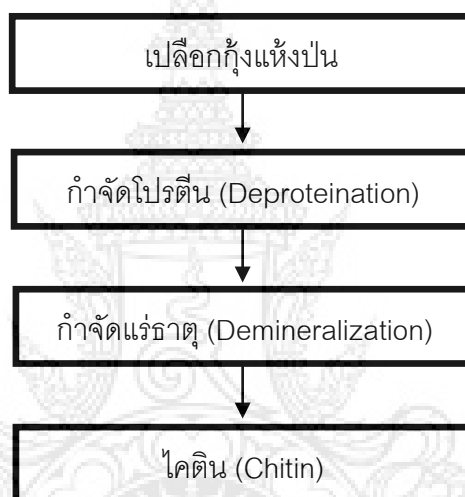 เปลือกกุ้งแห้งป่น
กำจัดโปรตีน (Deproteination)
กำจัดแร่ธาตุ (Demineralization)
ไคติน (Chitin)